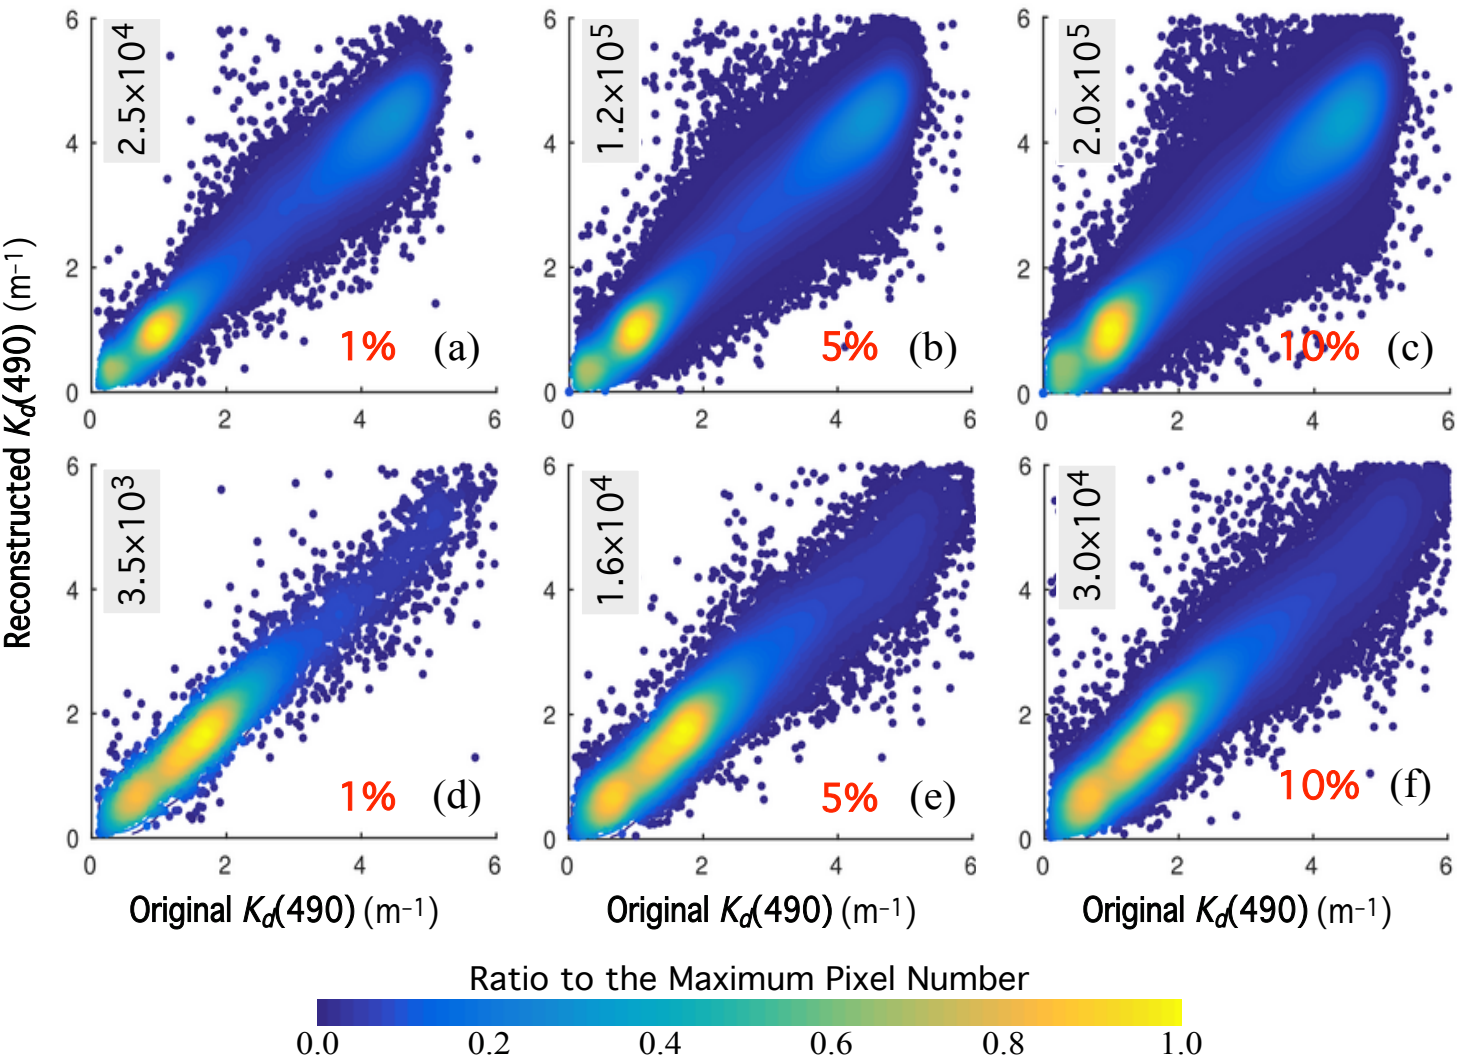 Reconstructed Kd(490) (m⁻¹)
6
4
2
0
0 2 4 6
2.5×10⁴
1% (a)
6
4
2
0
0 2 4 6
1.2×10⁵
5% (b)
6
4
2
0
0 2 4 6
2.0×10⁵
10% (c)
6
4
2
0
0 2 4 6
3.5×10³
1% (d)
6
4
2
0
0 2 4 6
1.6×10⁴
5% (e)
6
4
2
0
0 2 4 6
3.0×10⁴
10% (f)
Original Kd(490) (m⁻¹)
Original Kd(490) (m⁻¹)
Original Kd(490) (m⁻¹)
Ratio to the Maximum Pixel Number
0.0 0.2 0.4 0.6 0.8 1.0